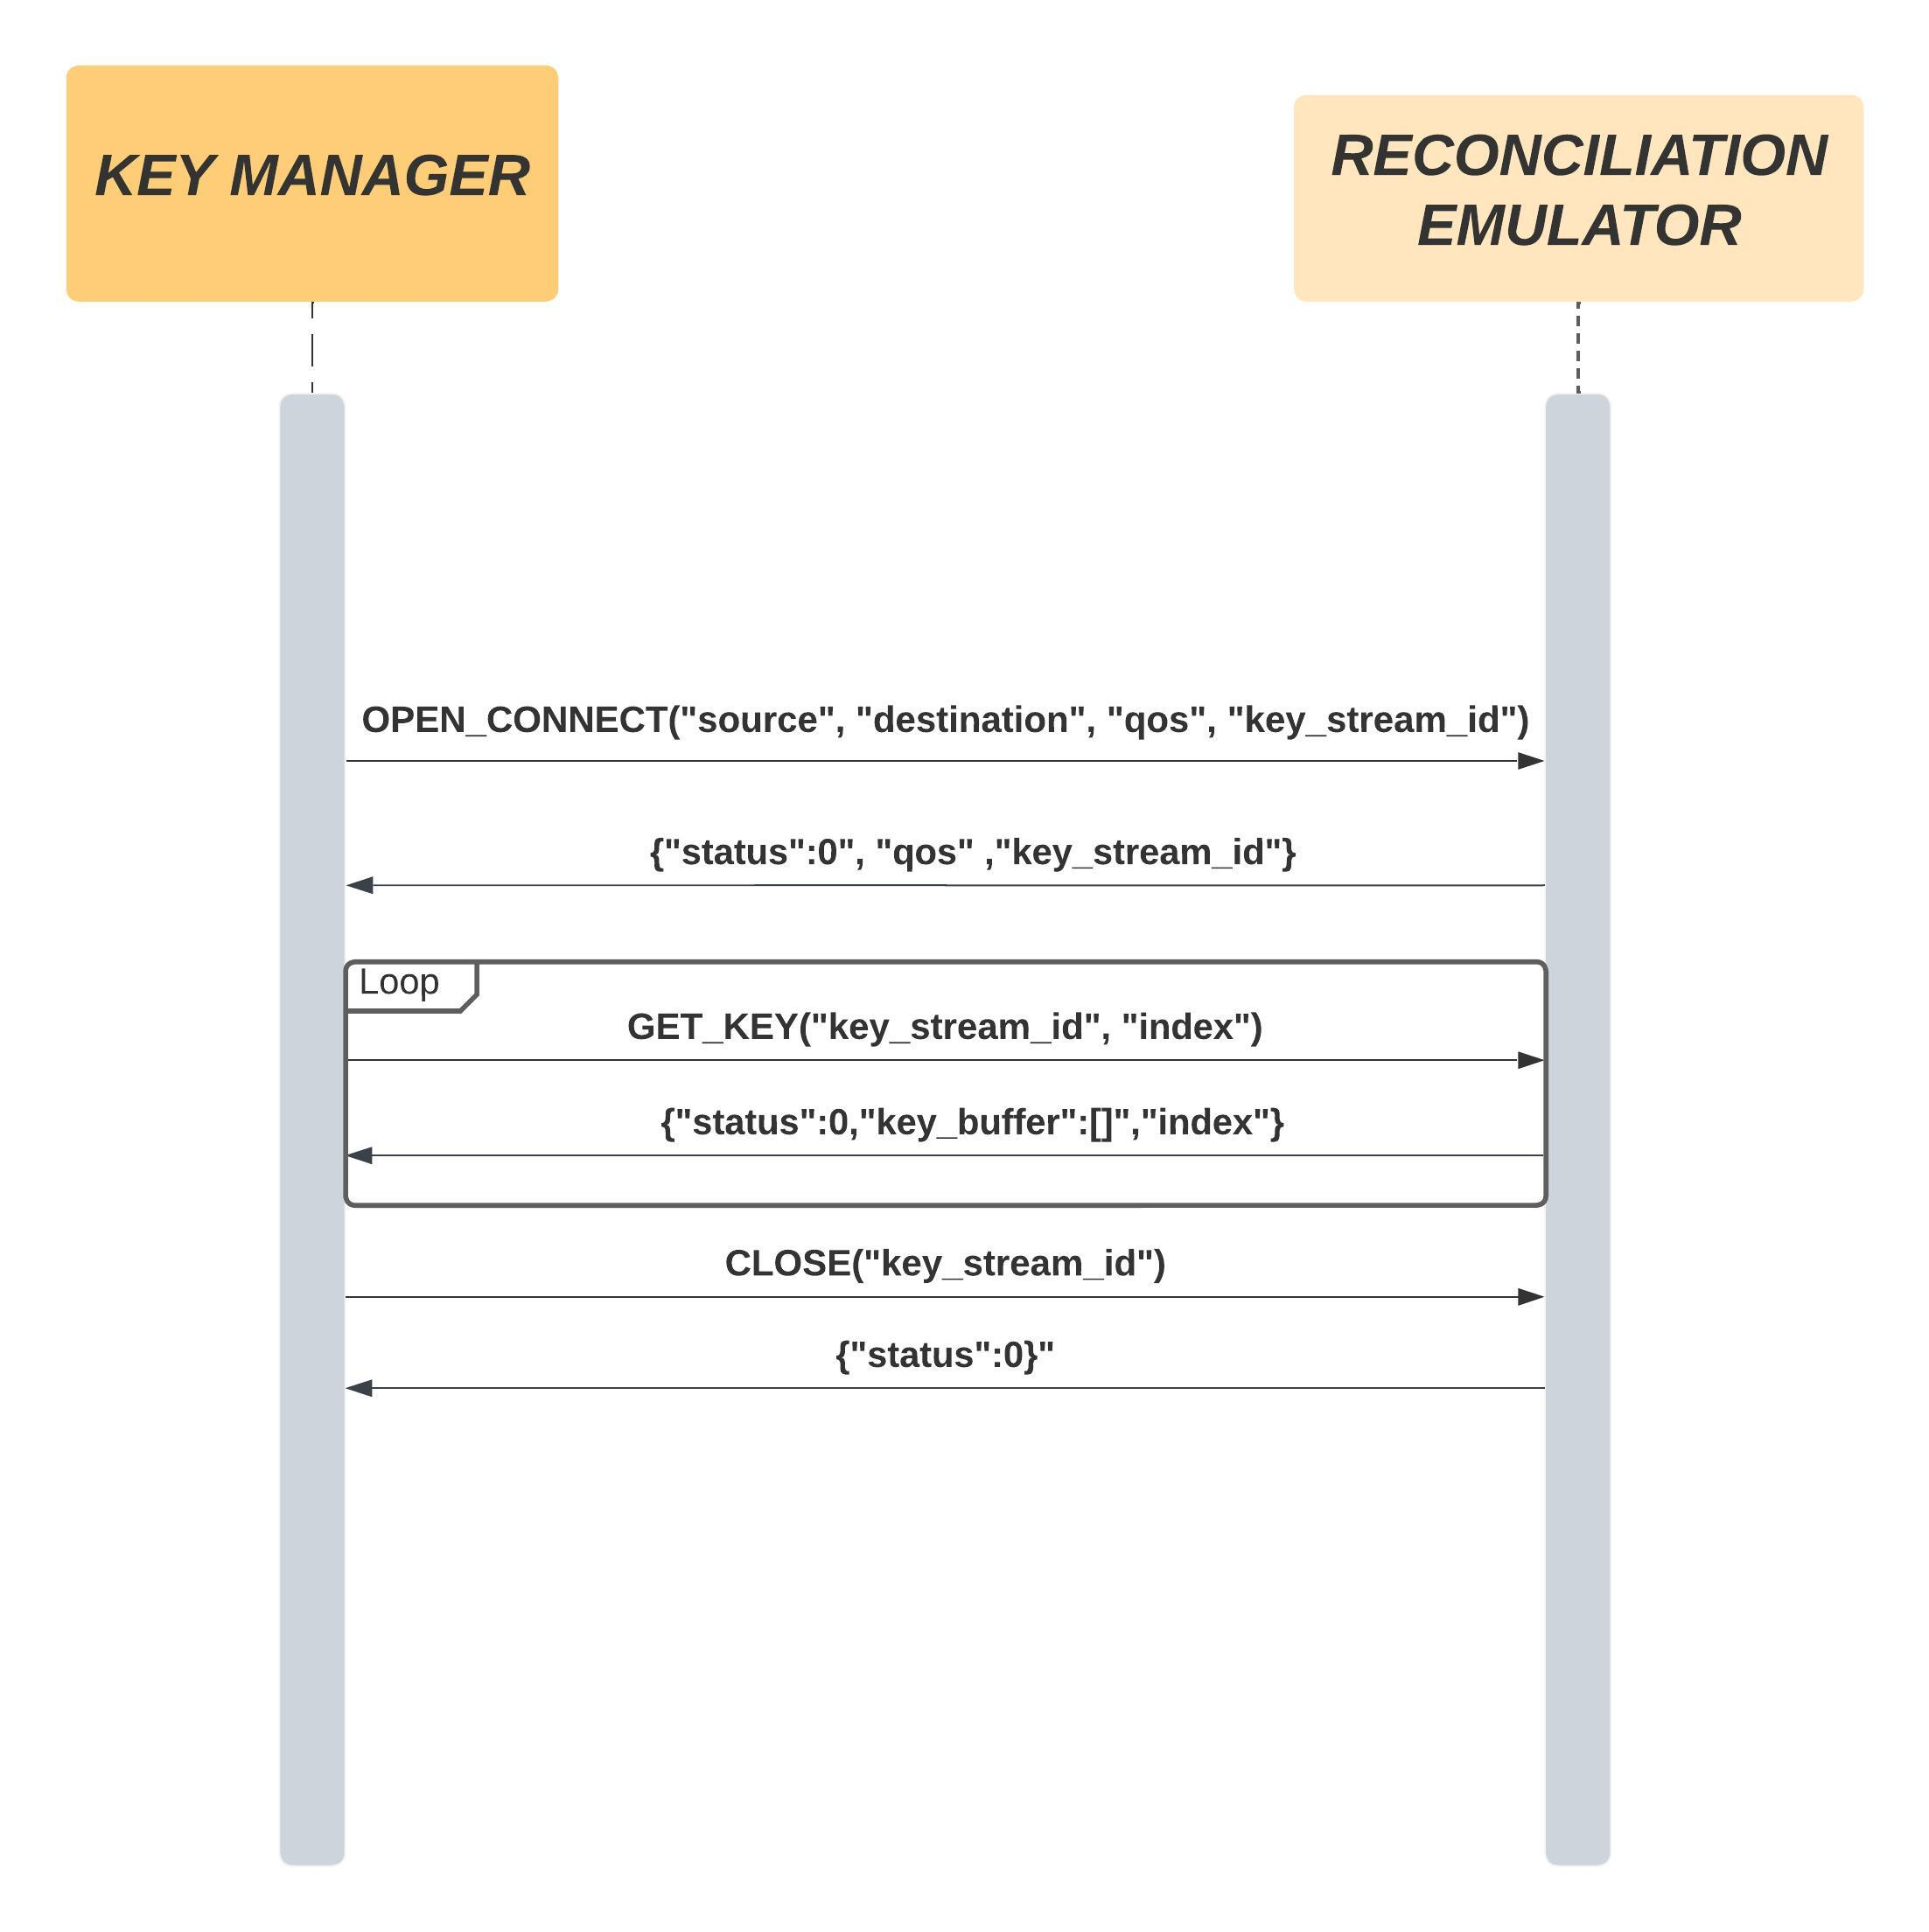 KEY MANAGER
RECONCILIATION
EMULATOR
OPEN_CONNECT("source", "destination", "qos", "key_stream_id")
{"status":0", "qos" ,"key_stream_id"}
Loop
GET_KEY("key_stream_id", "index")
{"status":0,"key_buffer":[]","index"}
CLOSE("key_stream_id")
{"status":0}"